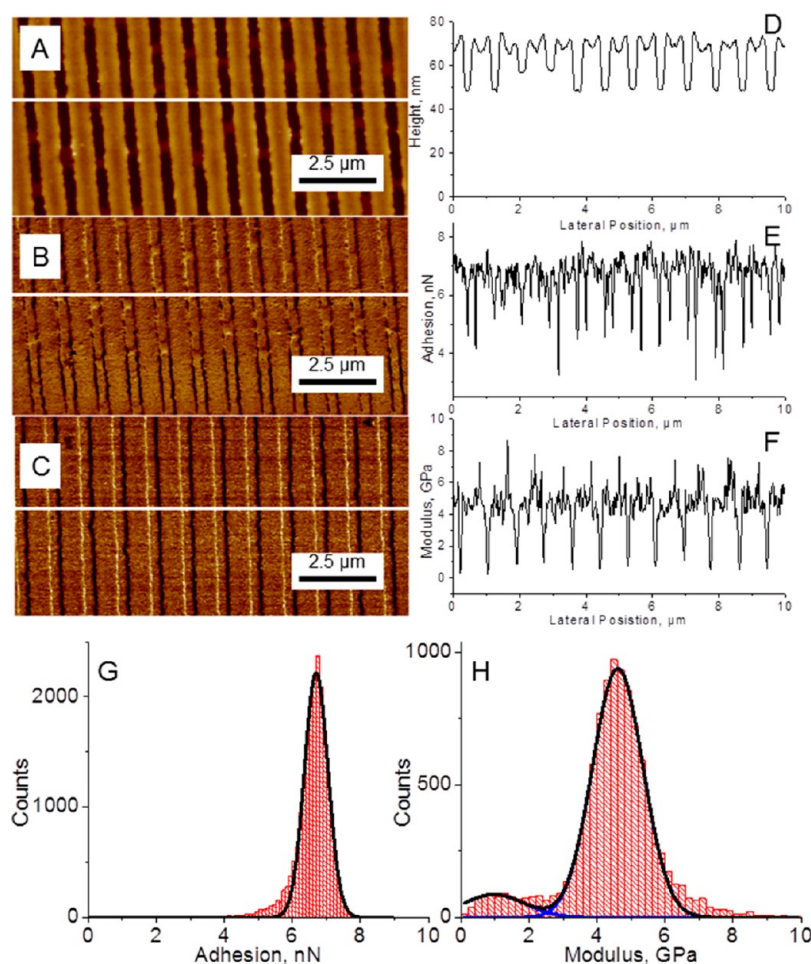 A
2.5 µm
B
2.5 µm
C
2.5 µm
D
Height, nm
80
60
40
20
0
0 2 4 6 8 10
Lateral Position, µm
E
Adhesion, nN
8
6
4
0 2 4 6 8 10
Lateral Position, µm
F
Modulus, GPa
10
8
6
4
2
0
0 2 4 6 8 10
Lateral Posistion, µm
G
Counts
2000
1000
0
0 2 4 6 8 10
Adhesion, nN
H
Counts
1000
500
0
0 2 4 6 8 10
Modulus, GPa